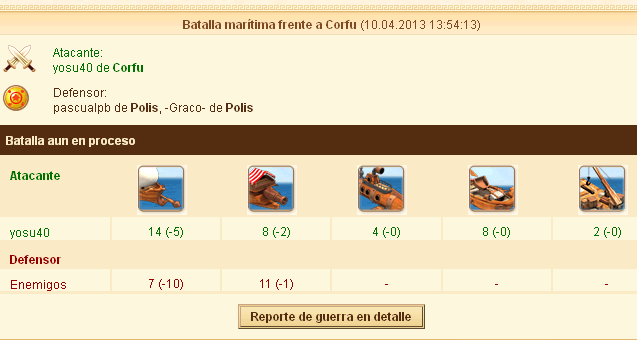 Batalla marítima frente a Corfu (10.04.2013 13:54:13)
Atacante:
yosu40 de Corfu
Defensor:
pascualpb de Polis, -Graco- de Polis
Batalla aun en proceso
Atacante
yosu40 14 (-5) 8 (-2) 4 (-0) 8 (-0) 2 (-0)
Defensor
Enemigos 7 (-10) 11 (-1) - - -
Reporte de guerra en detalle